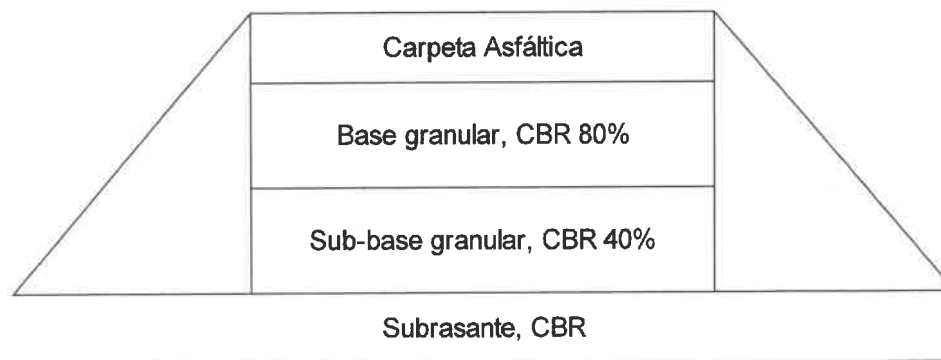 Carpeta Asfáltica
Base granular, CBR 80%
Sub-base granular, CBR 40%
Subrasante, CBR